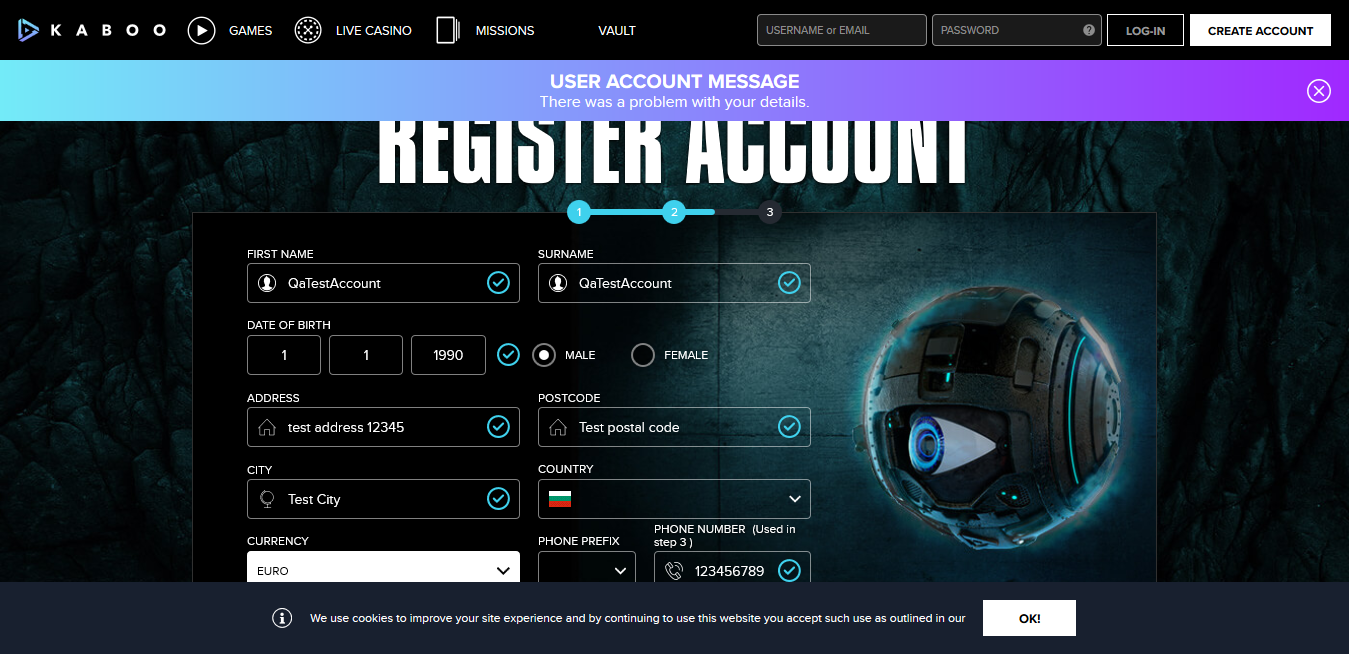 KABOO
GAMES
LIVE CASINO
MISSIONS
VAULT
USERNAME or EMAIL
PASSWORD
?
LOG-IN
CREATE ACCOUNT
USER ACCOUNT MESSAGE
There was a problem with your details.
REGISTER ACCOUNT
1 2 3
FIRST NAME
SURNAME
QaTestAccount
QaTestAccount
DATE OF BIRTH
1 1 1990
MALE
FEMALE
ADDRESS
POSTCODE
test address 12345
Test postal code
CITY
COUNTRY
Test City
CURRENCY
PHONE PREFIX
PHONE NUMBER (Used in
step 3 )
EURO
123456789
We use cookies to improve your site experience and by continuing to use this website you accept such use as outlined in our
OK!